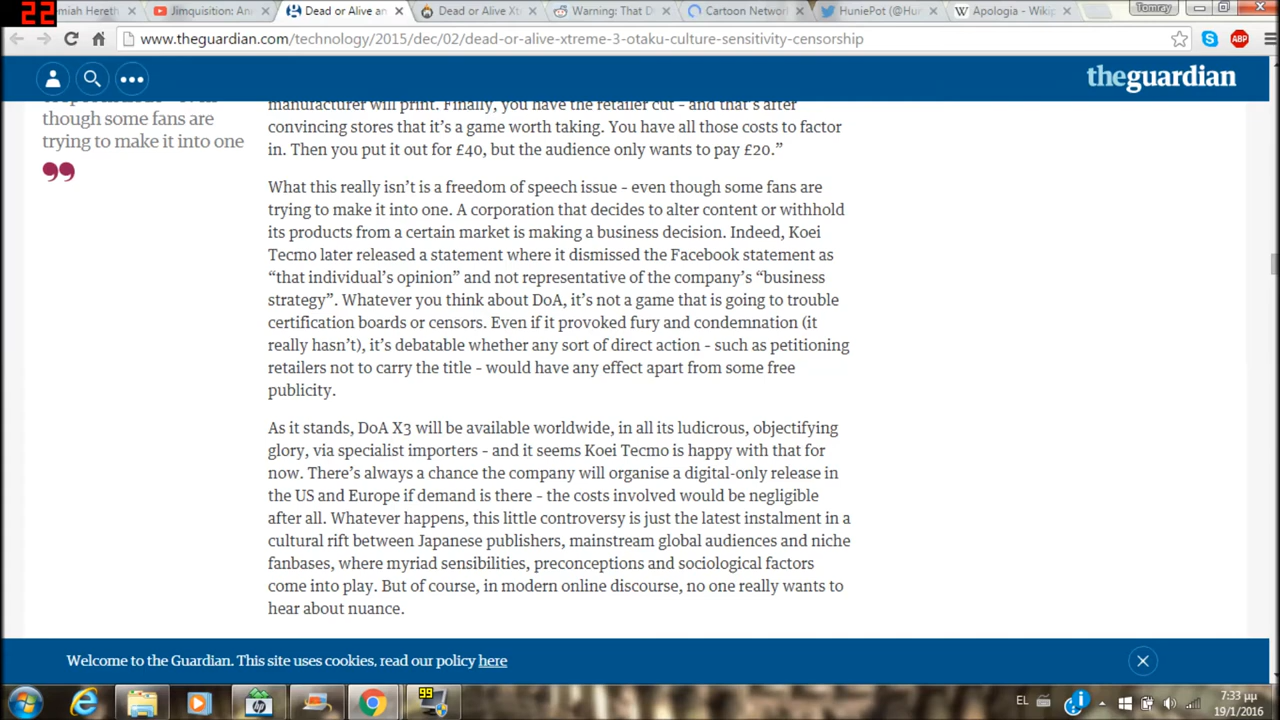 22
miah Hereth
Jimquisition: An
Dead or Alive an
Dead or Alive Xt
Warning: That D
Cartoon Networ
HuniePot (@Hun
Apologia - Wikip
Tomray
www.theguardian.com/technology/2015/dec/02/dead-or-alive-xtreme-3-otaku-culture-sensitivity-censorship
ABP
theguardian
though some fans are
trying to make it into one
manufacturer will print. Finally, you have the retailer cut – and that's after
convincing stores that it's a game worth taking. You have all those costs to factor
in. Then you put it out for £40, but the audience only wants to pay £20.”
What this really isn't is a freedom of speech issue – even though some fans are
trying to make it into one. A corporation that decides to alter content or withhold
its products from a certain market is making a business decision. Indeed, Koei
Tecmo later released a statement where it dismissed the Facebook statement as
“that individual's opinion” and not representative of the company's “business
strategy”. Whatever you think about DoA, it's not a game that is going to trouble
certification boards or censors. Even if it provoked fury and condemnation (it
really hasn't), it's debatable whether any sort of direct action – such as petitioning
retailers not to carry the title – would have any effect apart from some free
publicity.
As it stands, DoA X3 will be available worldwide, in all its ludicrous, objectifying
glory, via specialist importers – and it seems Koei Tecmo is happy with that for
now. There's always a chance the company will organise a digital-only release in
the US and Europe if demand is there – the costs involved would be negligible
after all. Whatever happens, this little controversy is just the latest instalment in a
cultural rift between Japanese publishers, mainstream global audiences and niche
fanbases, where myriad sensibilities, preconceptions and sociological factors
come into play. But of course, in modern online discourse, no one really wants to
hear about nuance.
Welcome to the Guardian. This site uses cookies, read our policy here
99
EL
7:33 μμ
19/1/2016